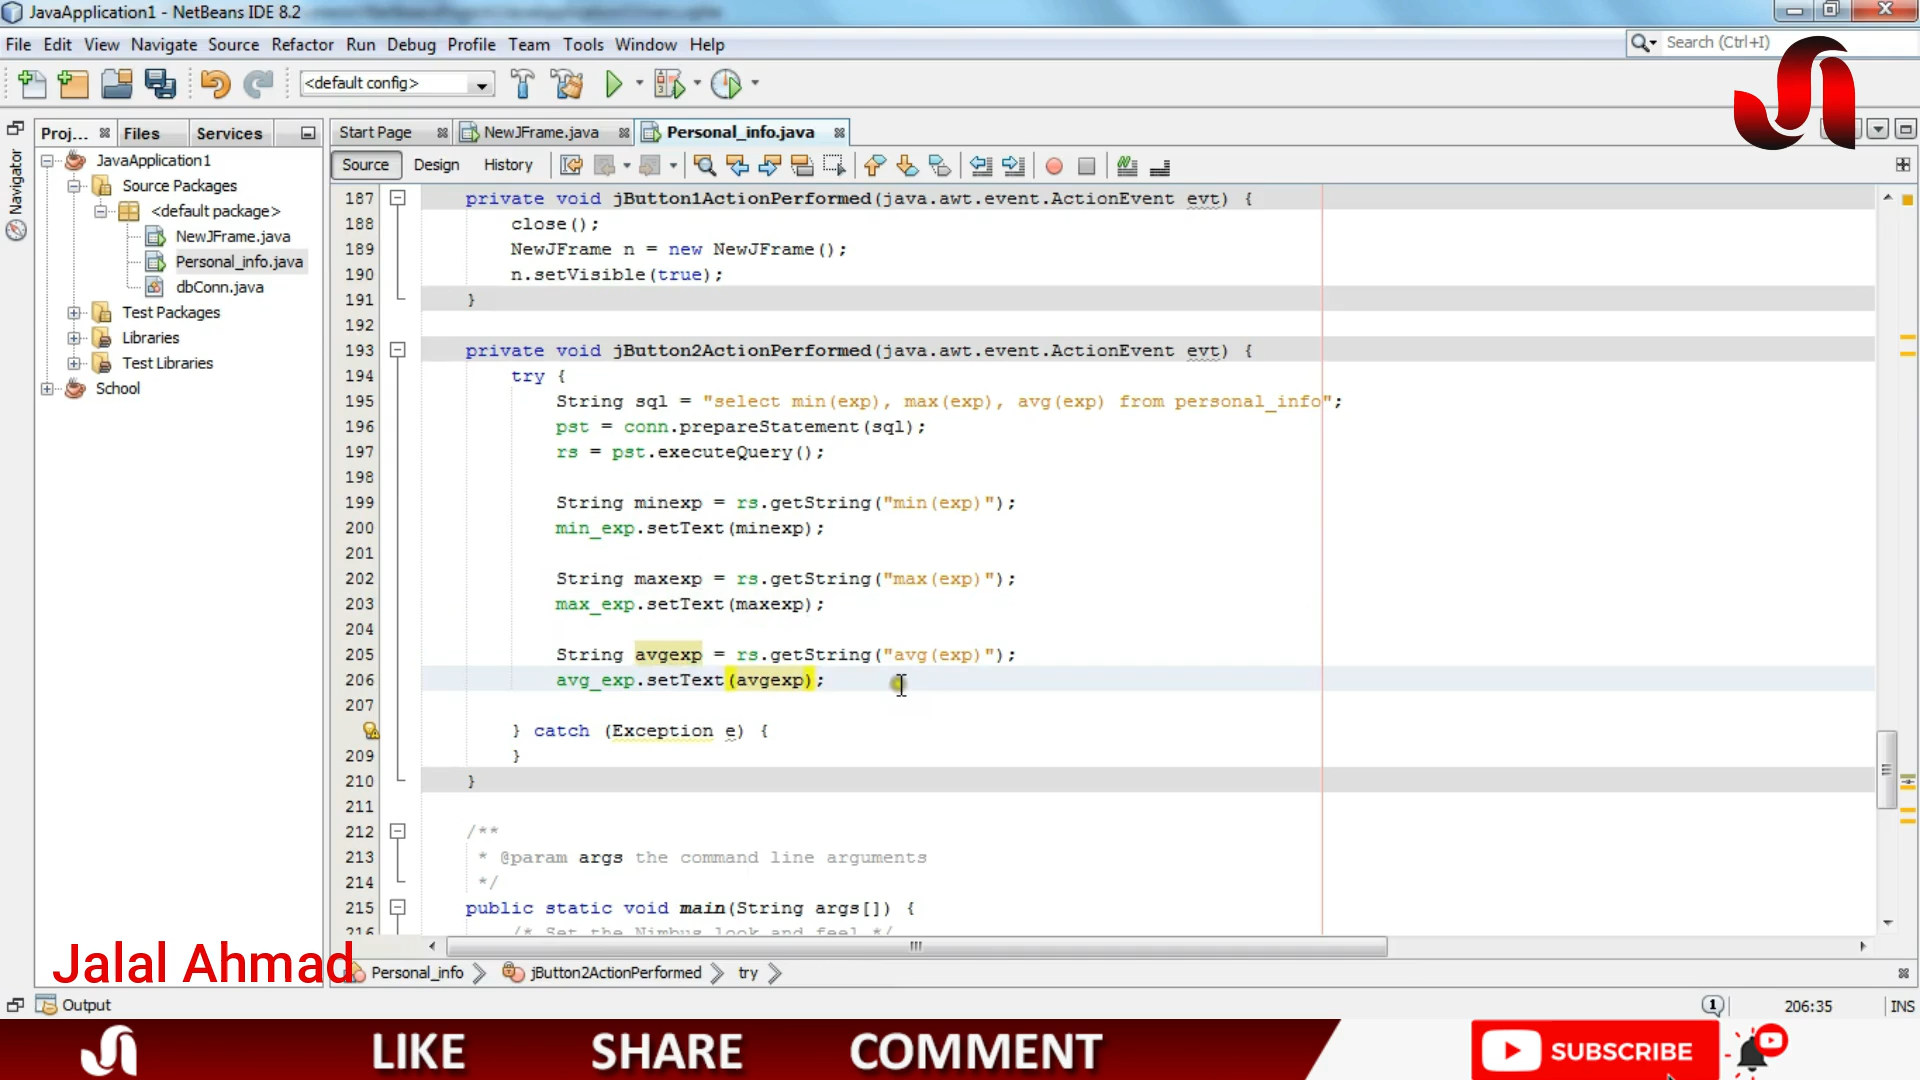 JavaApplication1 - NetBeans IDE 8.2
File Edit View Navigate Source Refactor Run Debug Profile Team Tools Window Help
Search (Ctrl+I)
<default config>
Proj... Files Services
Start Page NewJFrame.java Personal_info.java
Navigator
Source Design History
JavaApplication1
Source Packages
<default package>
NewJFrame.java
Personal_info.java
dbConn.java
Test Packages
Libraries
Test Libraries
School
187 private void jButton1ActionPerformed(java.awt.event.ActionEvent evt) {
188 close();
189 NewJFrame n = new NewJFrame();
190 n.setVisible(true);
191 }
192
193 private void jButton2ActionPerformed(java.awt.event.ActionEvent evt) {
194 try {
195 String sql = "select min(exp), max(exp), avg(exp) from personal_info";
196 pst = conn.prepareStatement(sql);
197 rs = pst.executeQuery();
198
199 String minexp = rs.getString("min(exp)");
200 min_exp.setText(minexp);
201
202 String maxexp = rs.getString("max(exp)");
203 max_exp.setText(maxexp);
204
205 String avgexp = rs.getString("avg(exp)");
206 avg_exp.setText(avgexp);
207
} catch (Exception e) {
209 }
210 }
211
212 /**
213 * @param args the command line arguments
214 */
215 public static void main(String args[]) {
216 /* Set the Nimbus look and feel */
Jalal Ahmad
Personal_info jButton2ActionPerformed try
Output
1
206:35 INS
LIKE SHARE COMMENT SUBSCRIBE